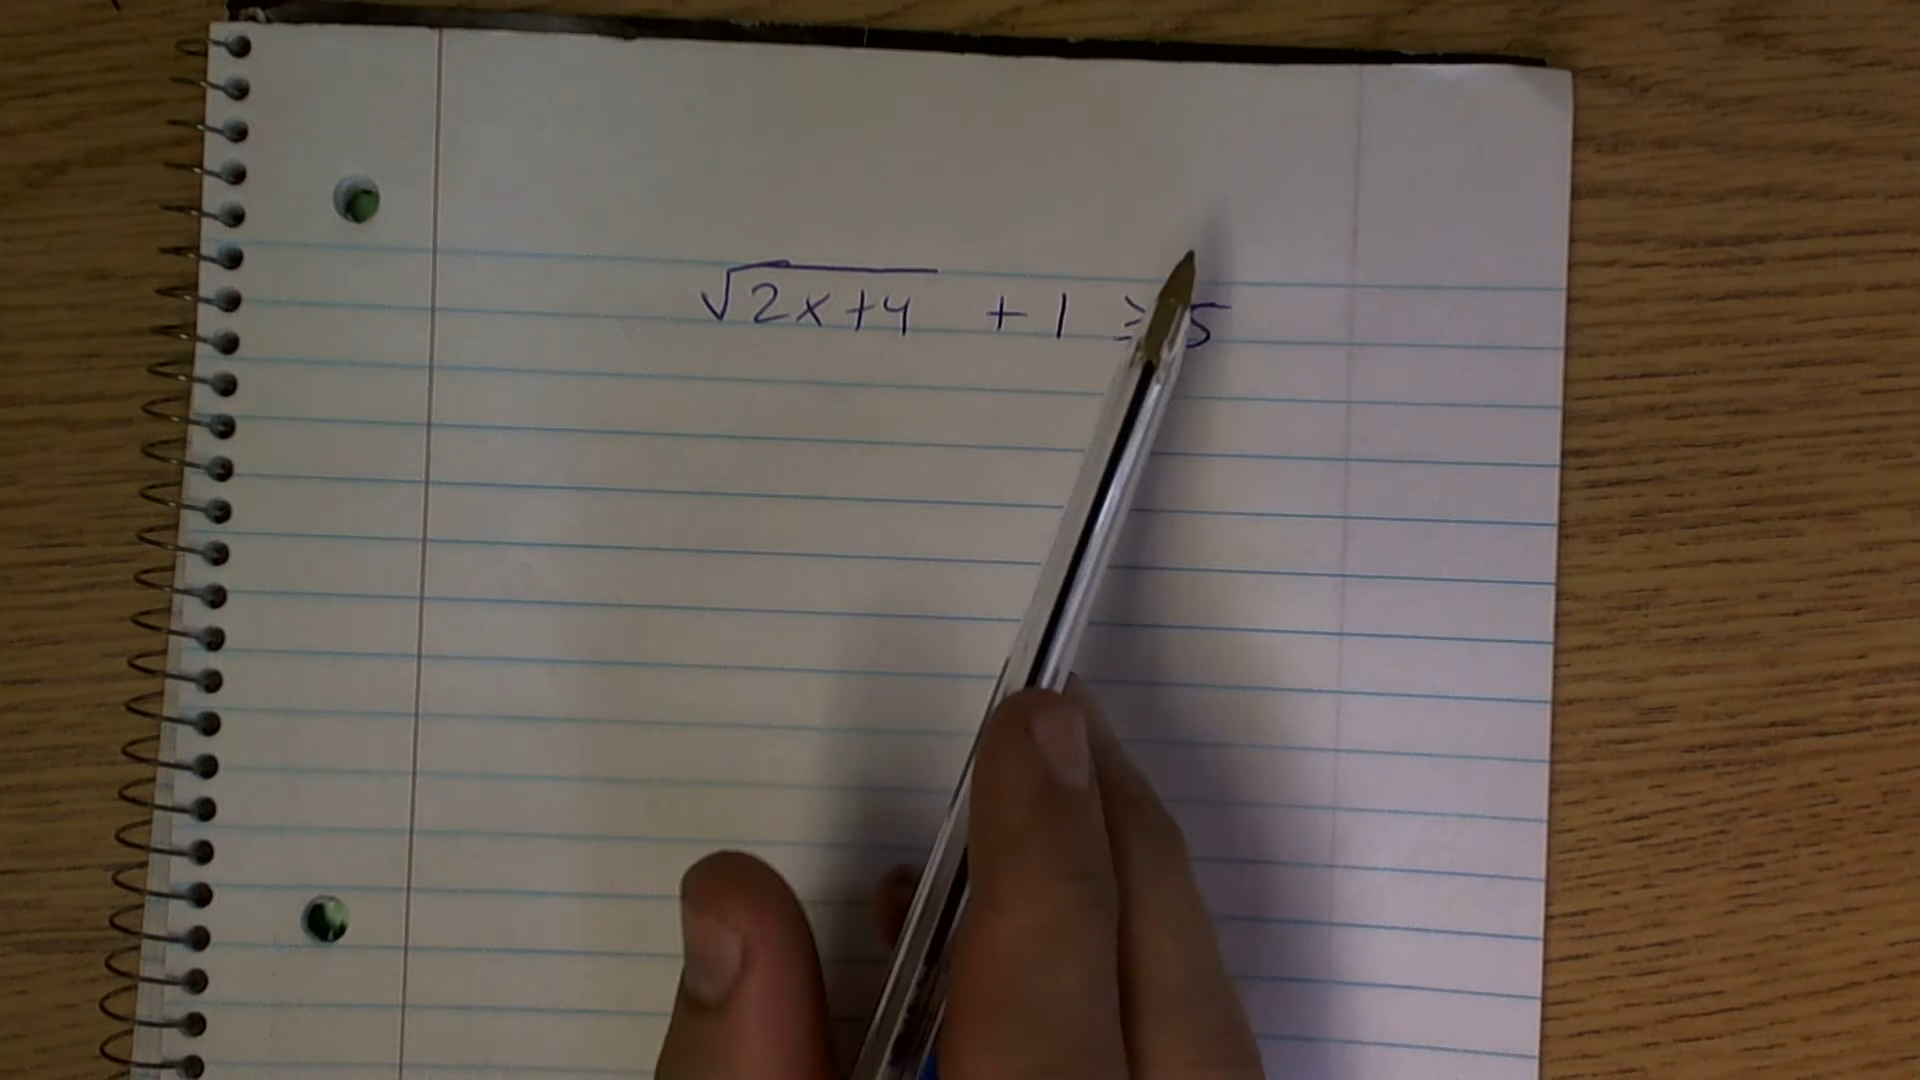 √2x+4 + 1 ≥ 5